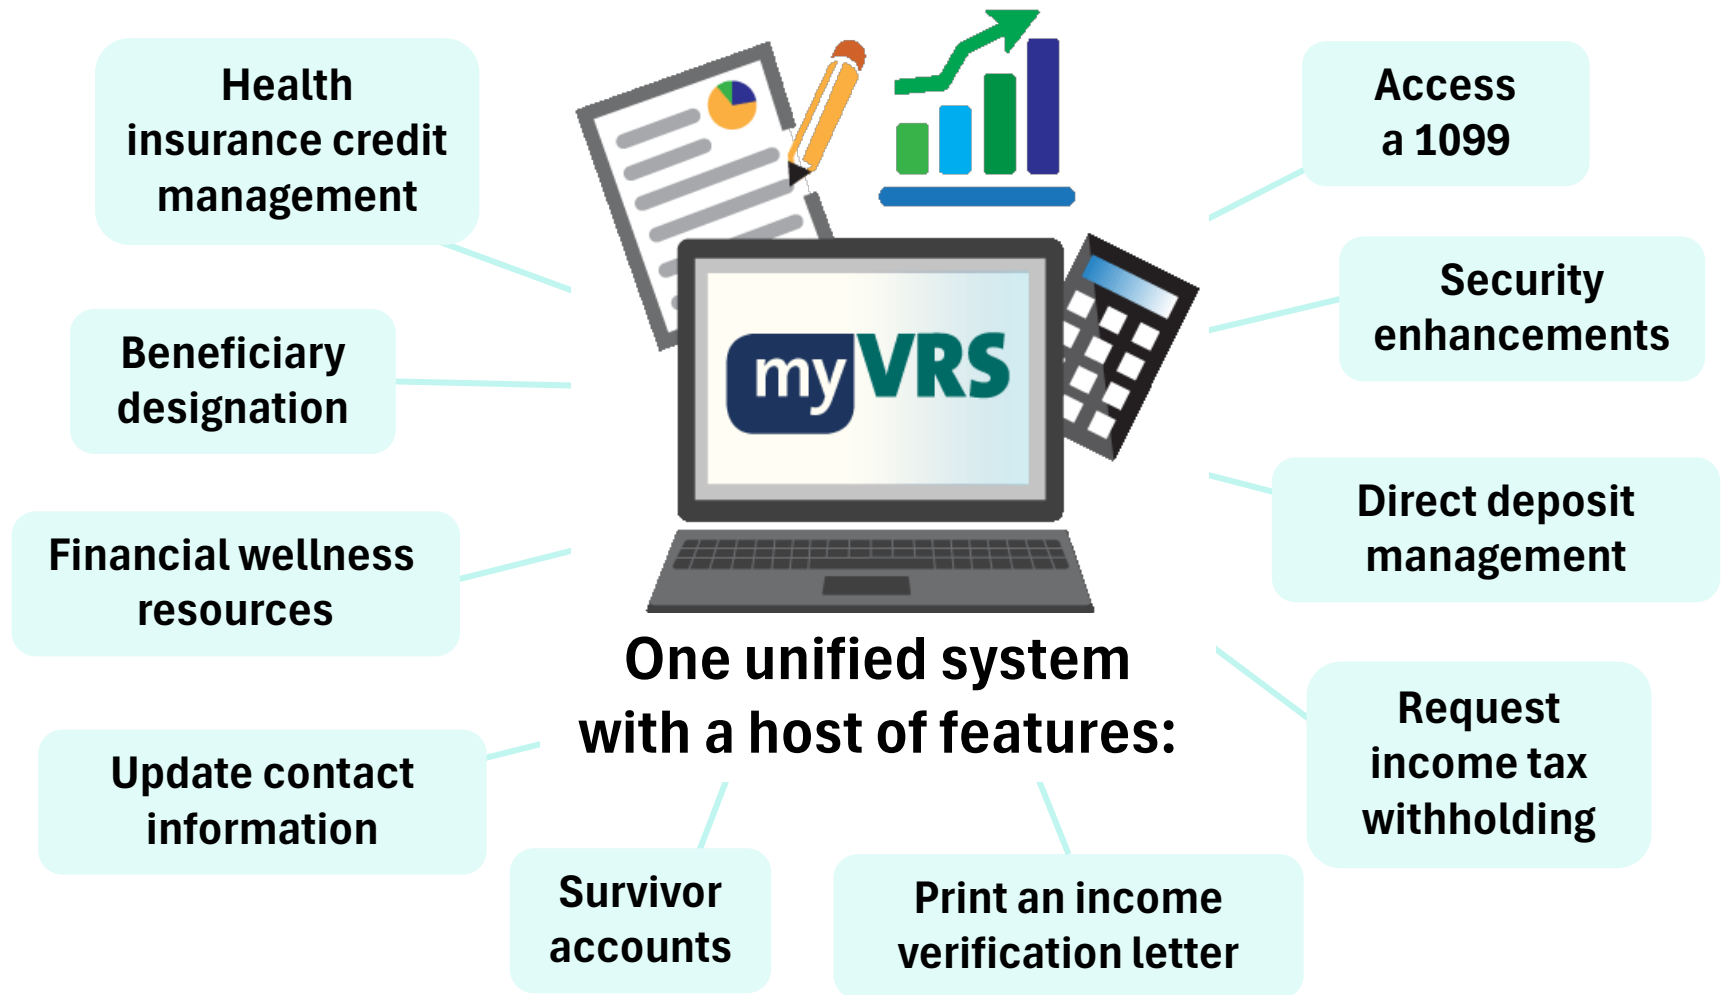 Health
insurance credit
management
Beneficiary
designation
Financial wellness
resources
Update contact
information
Survivor
accounts
Print an income
verification letter
Request
income tax
withholding
Direct deposit
management
Security
enhancements
Access
a 1099
myVRS
One unified system
with a host of features: